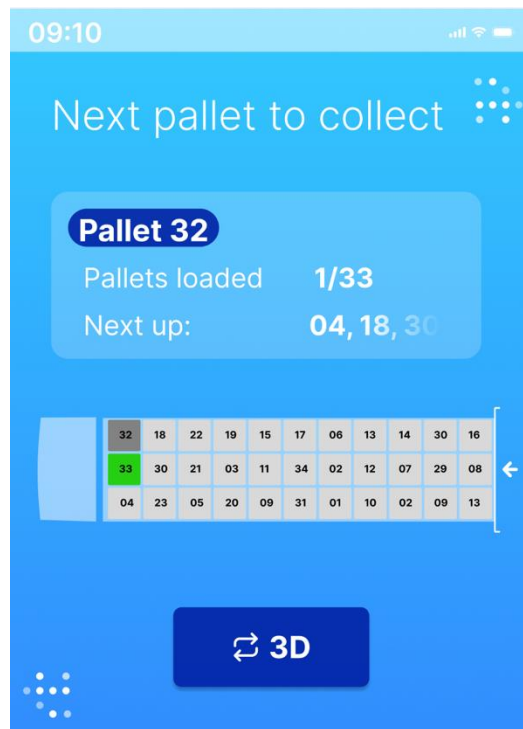 09:10
Next pallet to collect
Pallet 32
Pallets loaded 1/33
Next up: 04, 18, 30
32 18 22 19 15 17 06 13 14 30 16
33 30 21 03 11 34 02 12 07 29 08
04 23 05 20 09 31 01 10 02 09 13
3D